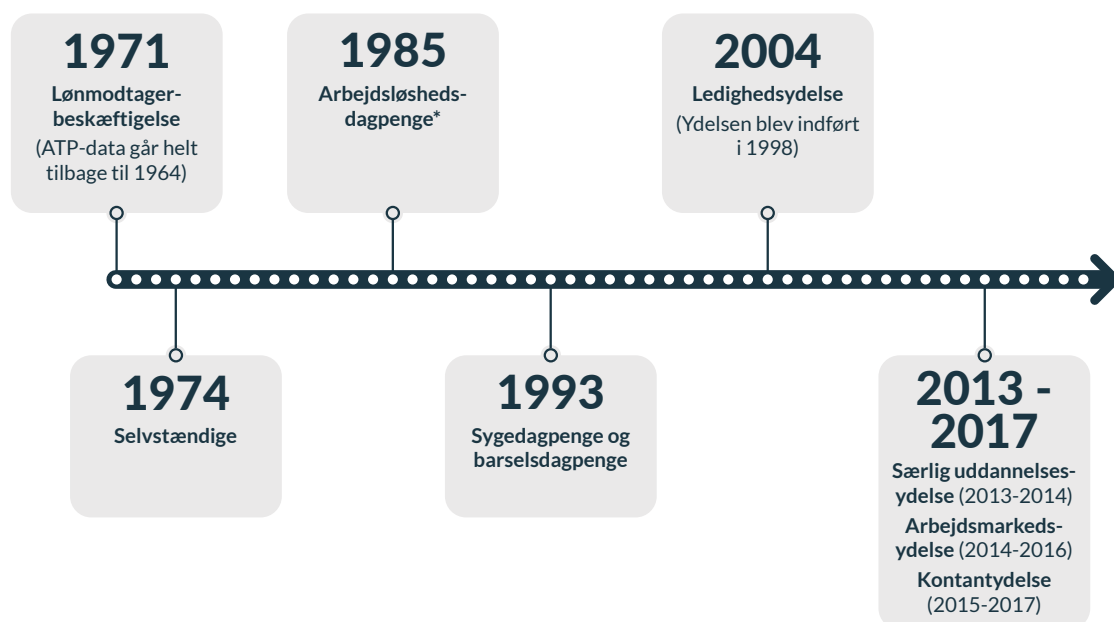 1971
Lønmodtager-
beskæftigelse
(ATP-data går helt
tilbage til 1964)
1985
Arbejdsløsheds-
dagpenge*
2004
Ledighedsydelse
(Ydelsen blev indført
i 1998)
1974
Selvstændige
1993
Sygedagpenge og
barselsdagpenge
2013 -
2017
Særlig uddannelses-
ydelse (2013-2014)
Arbejdsmarkeds-
ydelse (2014-2016)
Kontantydelse
(2015-2017)